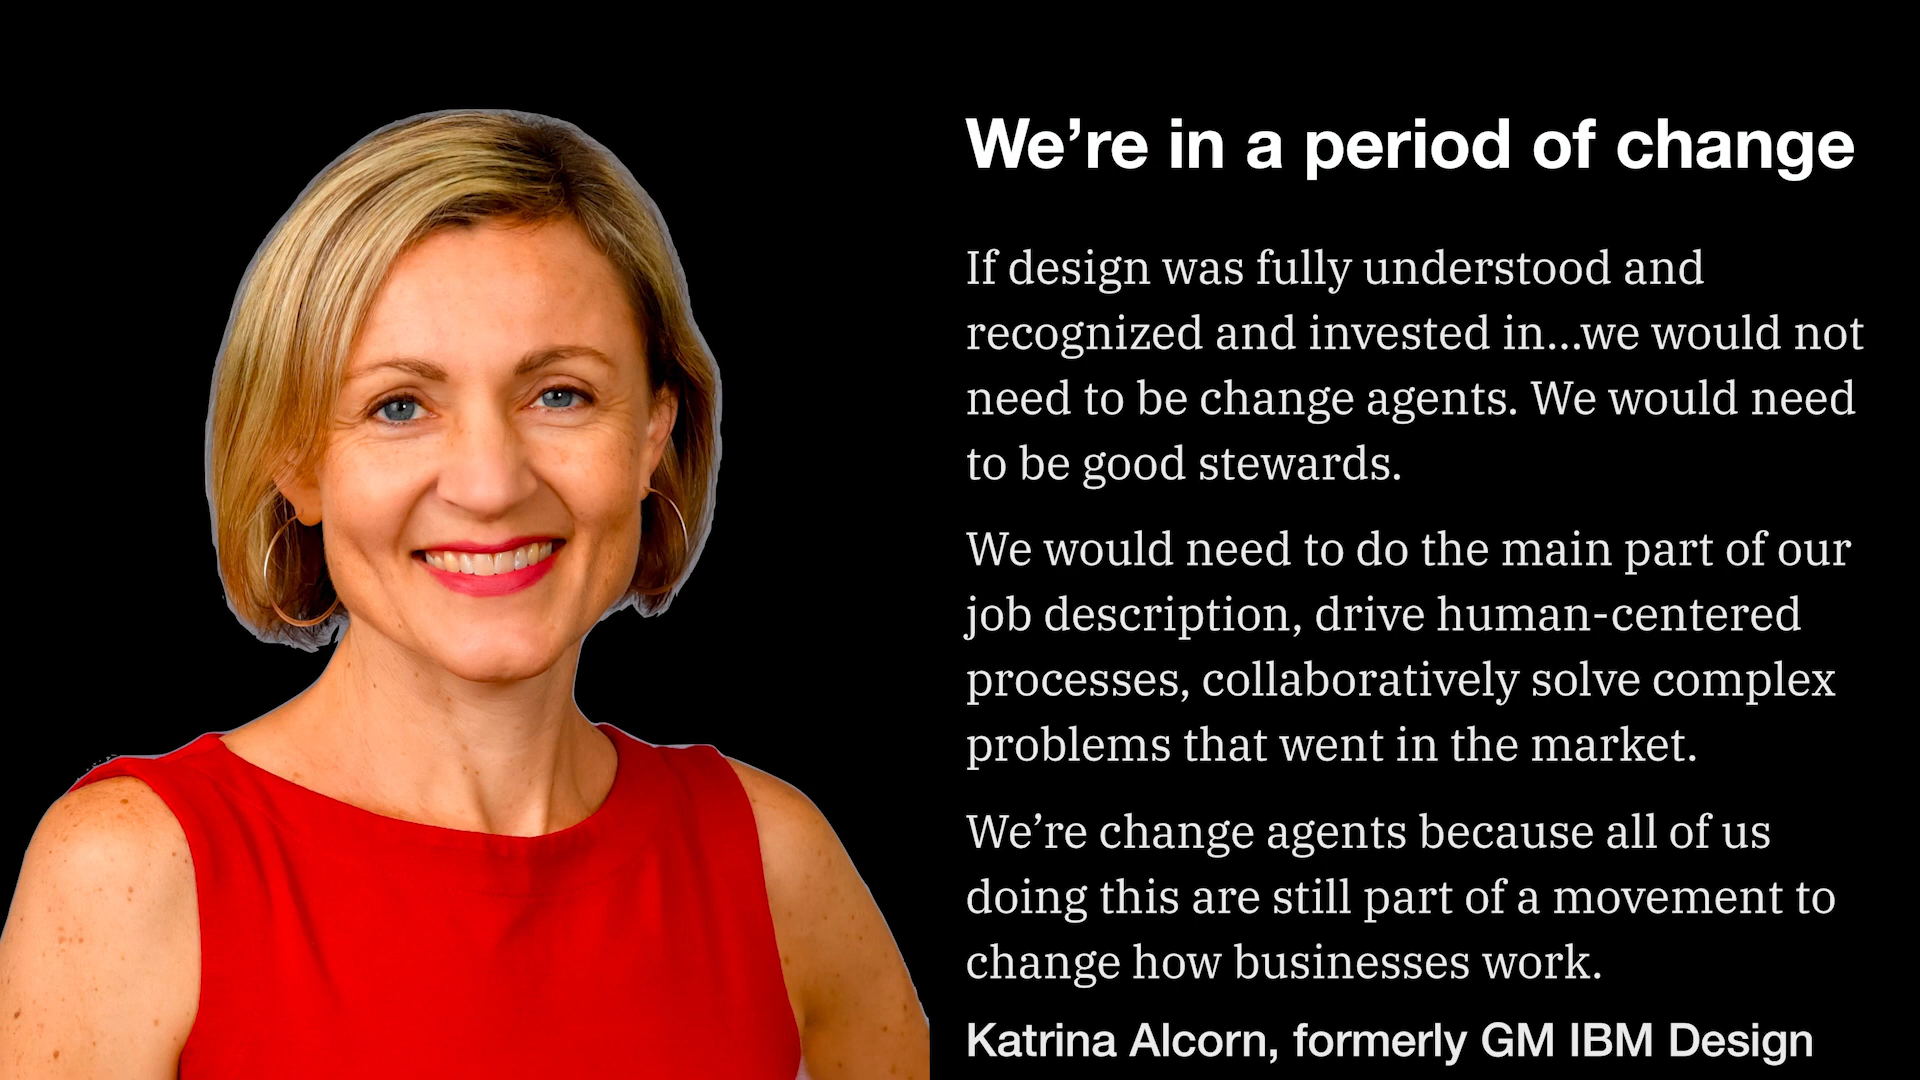 We’re in a period of change
If design was fully understood and
recognized and invested in...we would not
need to be change agents. We would need
to be good stewards.
We would need to do the main part of our
job description, drive human-centered
processes, collaboratively solve complex
problems that went in the market.
We’re change agents because all of us
doing this are still part of a movement to
change how businesses work.
Katrina Alcorn, formerly GM IBM Design